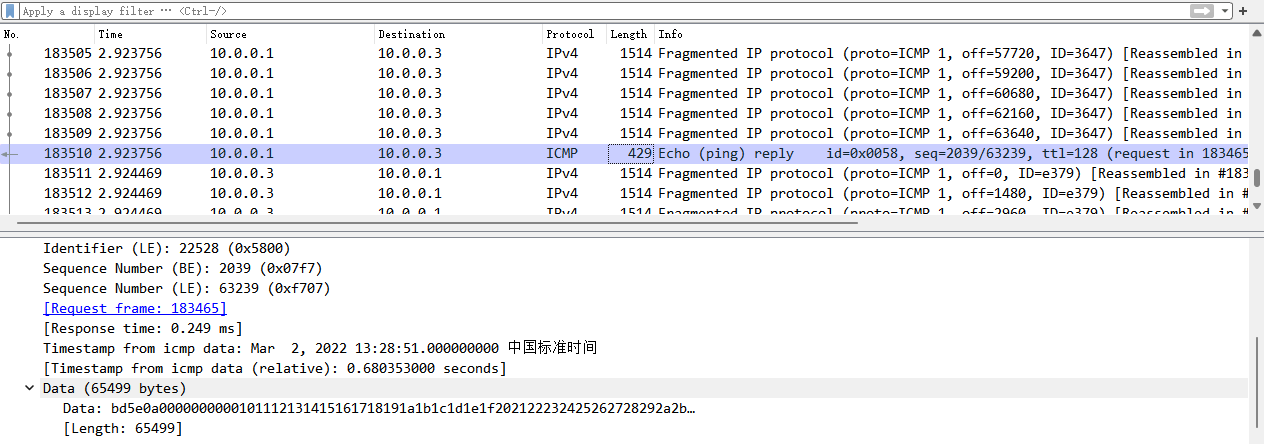 Apply a display filter … <Ctrl-/>
No. Time Source Destination Protocol Length Info
183505 2.923756 10.0.0.1 10.0.0.3 IPv4 1514 Fragmented IP protocol (proto=ICMP 1, off=57720, ID=3647) [Reassembled in
183506 2.923756 10.0.0.1 10.0.0.3 IPv4 1514 Fragmented IP protocol (proto=ICMP 1, off=59200, ID=3647) [Reassembled in
183507 2.923756 10.0.0.1 10.0.0.3 IPv4 1514 Fragmented IP protocol (proto=ICMP 1, off=60680, ID=3647) [Reassembled in
183508 2.923756 10.0.0.1 10.0.0.3 IPv4 1514 Fragmented IP protocol (proto=ICMP 1, off=62160, ID=3647) [Reassembled in
183509 2.923756 10.0.0.1 10.0.0.3 IPv4 1514 Fragmented IP protocol (proto=ICMP 1, off=63640, ID=3647) [Reassembled in
183510 2.923756 10.0.0.1 10.0.0.3 ICMP 429 Echo (ping) reply id=0x0058, seq=2039/63239, ttl=128 (request in 183465
183511 2.924469 10.0.0.3 10.0.0.1 IPv4 1514 Fragmented IP protocol (proto=ICMP 1, off=0, ID=e379) [Reassembled in #183
183512 2.924469 10.0.0.3 10.0.0.1 IPv4 1514 Fragmented IP protocol (proto=ICMP 1, off=1480, ID=e379) [Reassembled in #
183513 2.924469 10.0.0.3 10.0.0.1 IPv4 1514 Fragmented IP protocol (proto=ICMP 1, off=2960, ID=e379) [Reassembled in #
Identifier (LE): 22528 (0x5800)
Sequence Number (BE): 2039 (0x07f7)
Sequence Number (LE): 63239 (0xf707)
[Request frame: 183465]
[Response time: 0.249 ms]
Timestamp from icmp data: Mar  2, 2022 13:28:51.000000000 中国标准时间
[Timestamp from icmp data (relative): 0.680353000 seconds]
Data (65499 bytes)
Data: bd5e0a0000000000101112131415161718191a1b1c1d1e1f202122232425262728292a2b…
[Length: 65499]